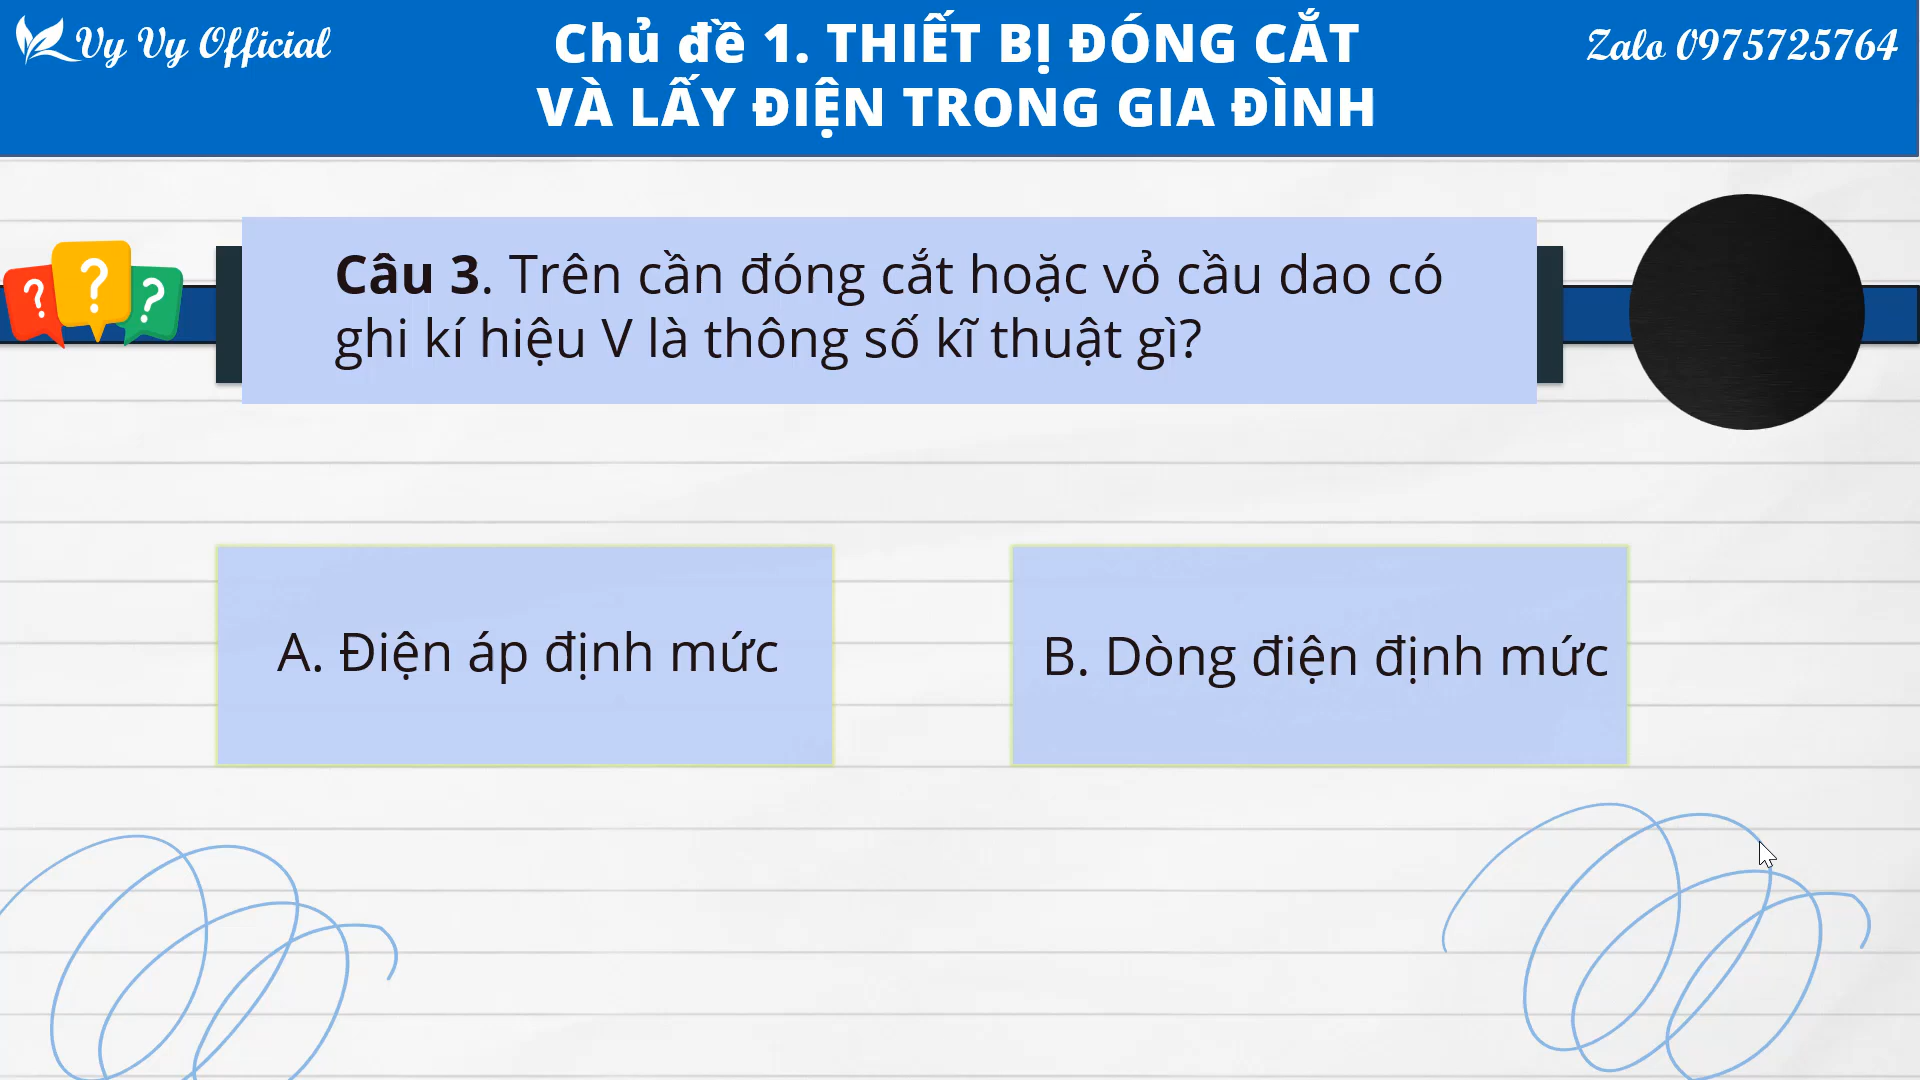 Vy Vy Official
Chủ đề 1. THIẾT BỊ ĐÓNG CẮT
VÀ LẤY ĐIỆN TRONG GIA ĐÌNH
Zalo 0975725764
? ? ?
Câu 3. Trên cần đóng cắt hoặc vỏ cầu dao có
ghi kí hiệu V là thông số kĩ thuật gì?
A. Điện áp định mức
B. Dòng điện định mức